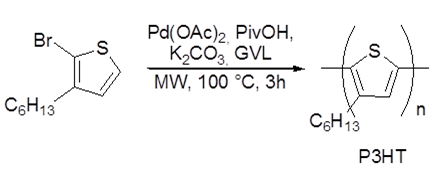 Br
S
C6H13
Pd(OAc)2, PivOH,
K2CO3, GVL
MW, 100 °C, 3h
S
C6H13
n
P3HT